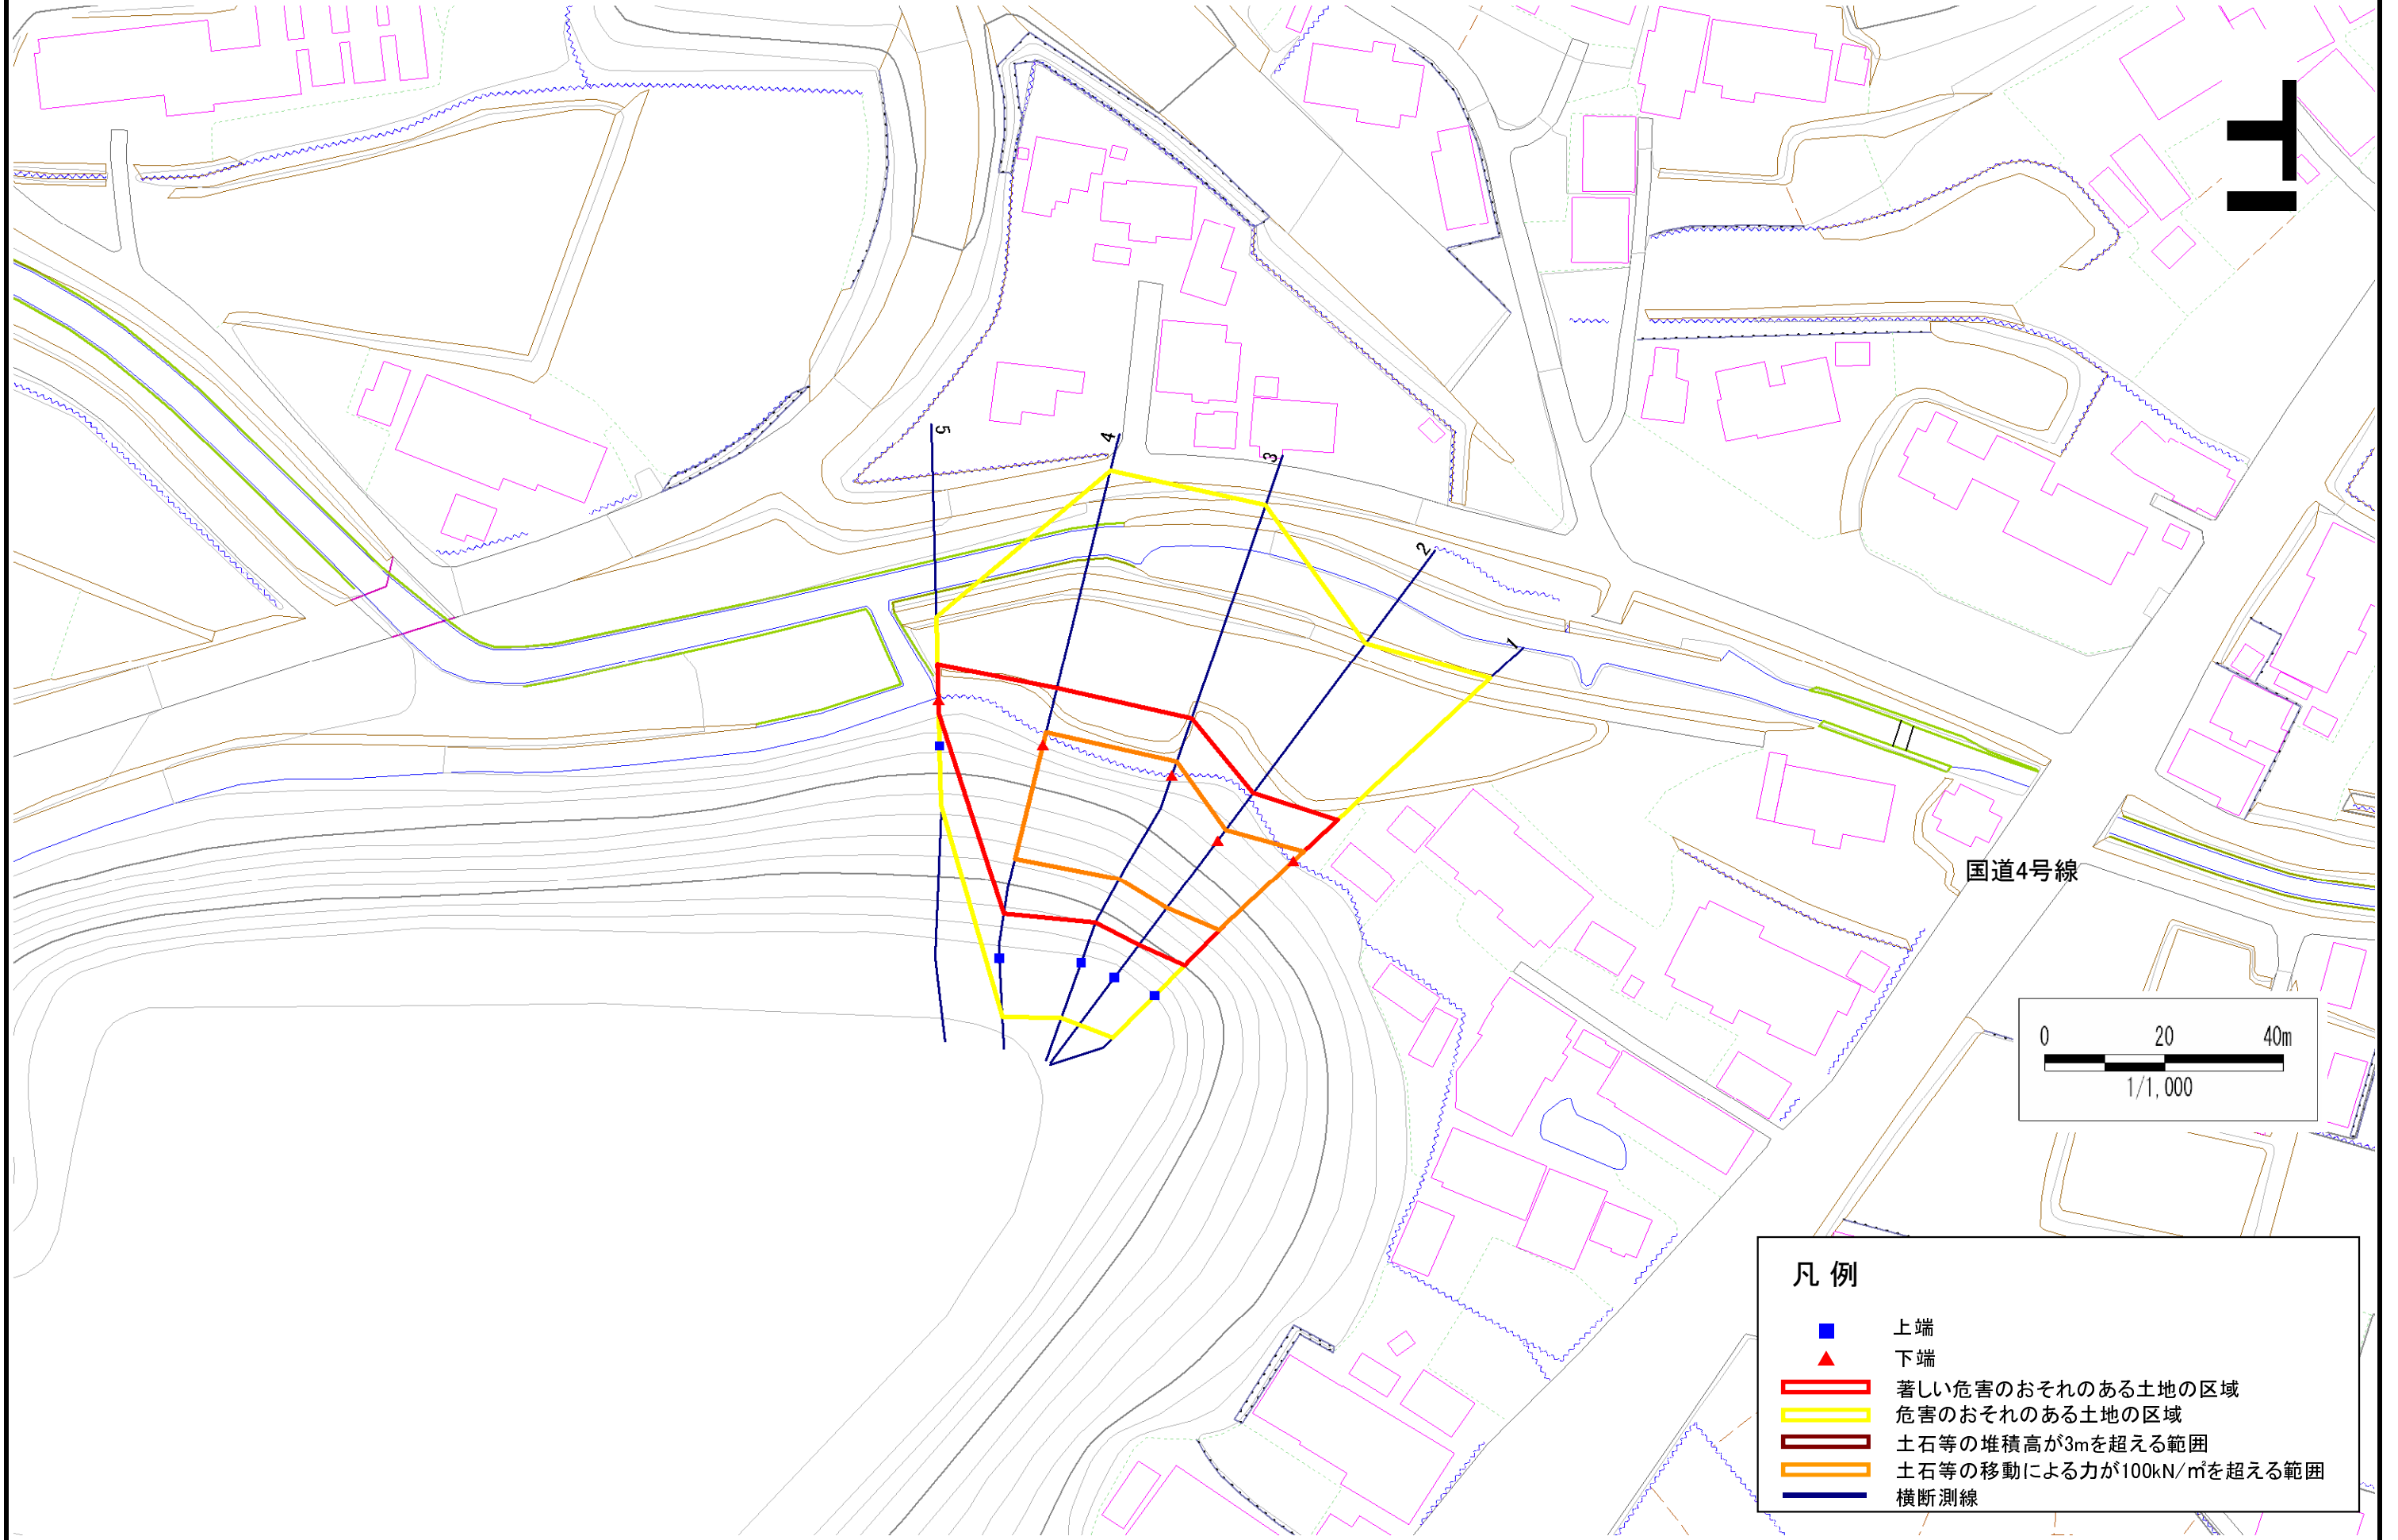 5
4
3
2
1
国道4号線
0 20 40m
1/1,000
凡 例
上端
下端
著しい危害のおそれのある土地の区域
危害のおそれのある土地の区域
土石等の堆積高が3mを超える範囲
土石等の移動による力が100kN/㎡を超える範囲
横断測線